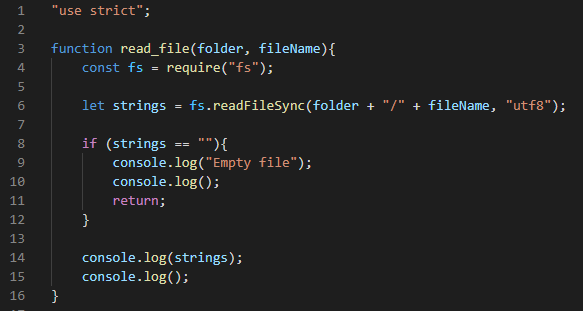 1 "use strict";
2
3 function read_file(folder, fileName){
4     const fs = require("fs");
5
6     let strings = fs.readFileSync(folder + "/" + fileName, "utf8");
7
8     if (strings == ""){
9         console.log("Empty file");
10         console.log();
11         return;
12     }
13
14     console.log(strings);
15     console.log();
16 }